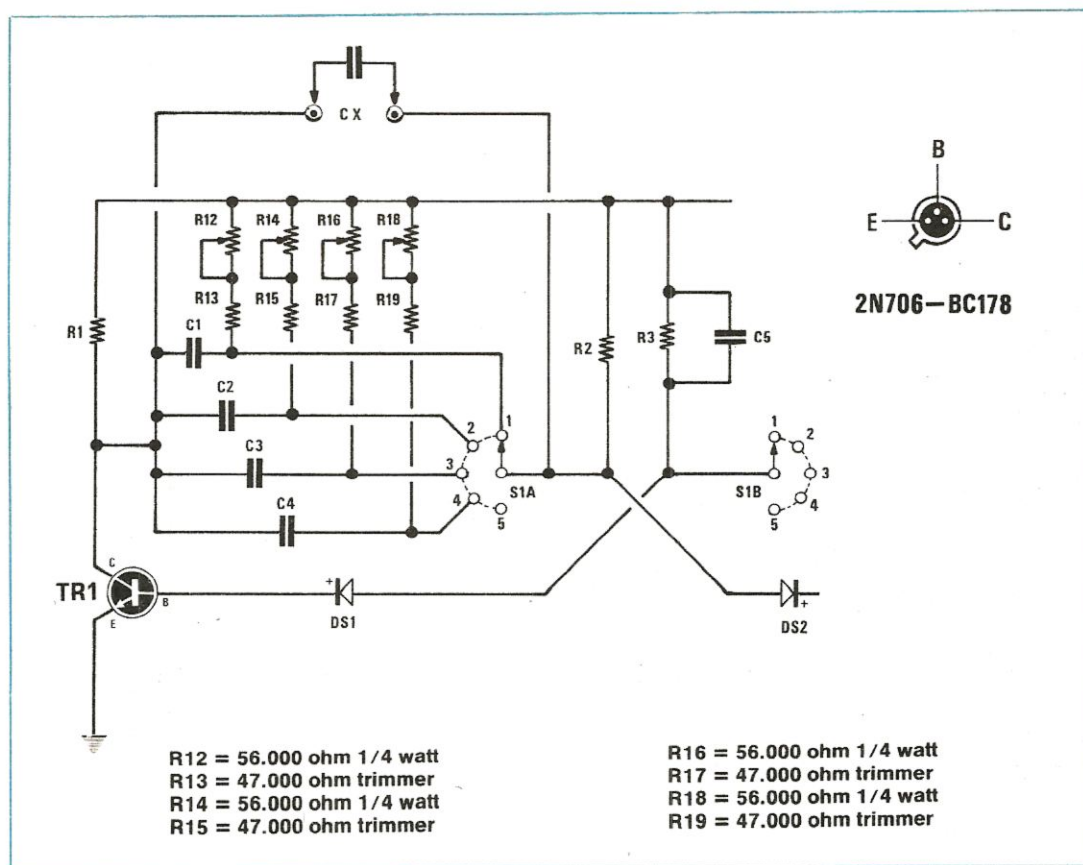 C X
B
E
C
2N706–BC178
R12
R14
R16
R18
R13
R15
R17
R19
R1
C1
C2
C3
C4
R2
R3
C5
1
2
3
4
5
S1A
1
2
3
4
5
S1B
C
B
E
TR1
+
DS1
+
DS2
R12 = 56.000 ohm 1/4 watt
R13 = 47.000 ohm trimmer
R14 = 56.000 ohm 1/4 watt
R15 = 47.000 ohm trimmer
R16 = 56.000 ohm 1/4 watt
R17 = 47.000 ohm trimmer
R18 = 56.000 ohm 1/4 watt
R19 = 47.000 ohm trimmer